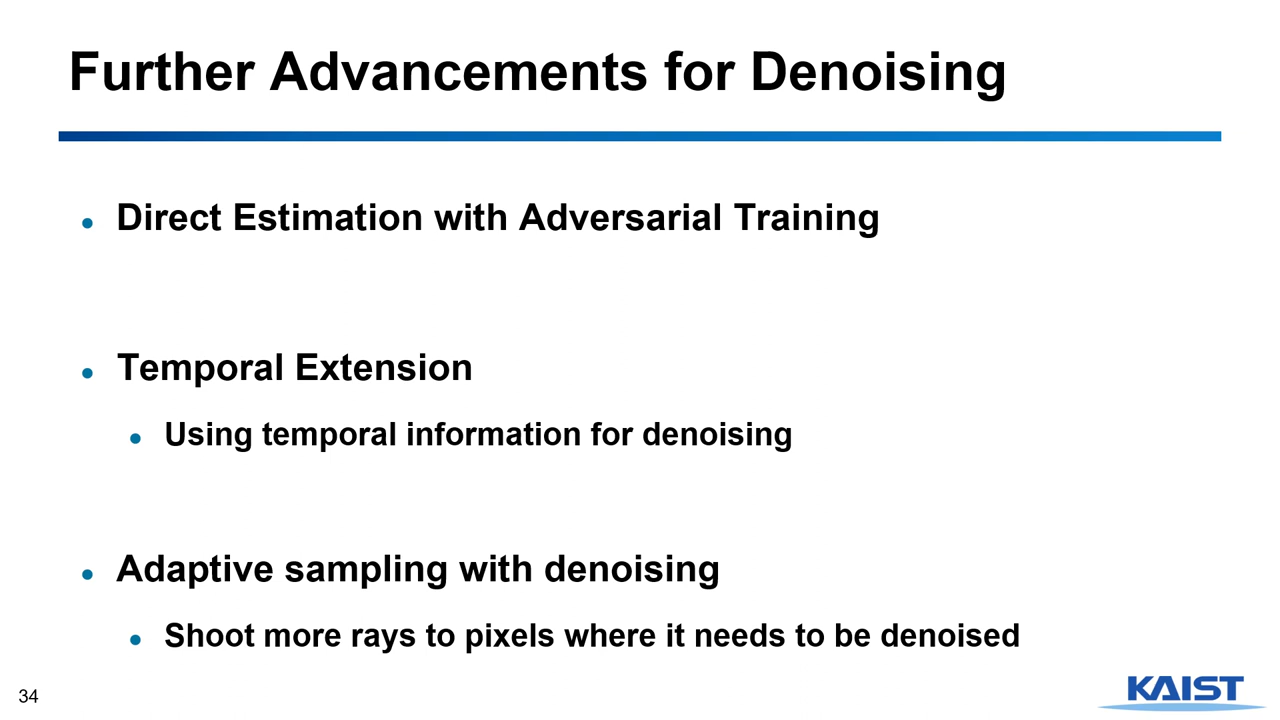 Further Advancements for Denoising
● Direct Estimation with Adversarial Training
● Temporal Extension
● Using temporal information for denoising
● Adaptive sampling with denoising
● Shoot more rays to pixels where it needs to be denoised
34
KAIST